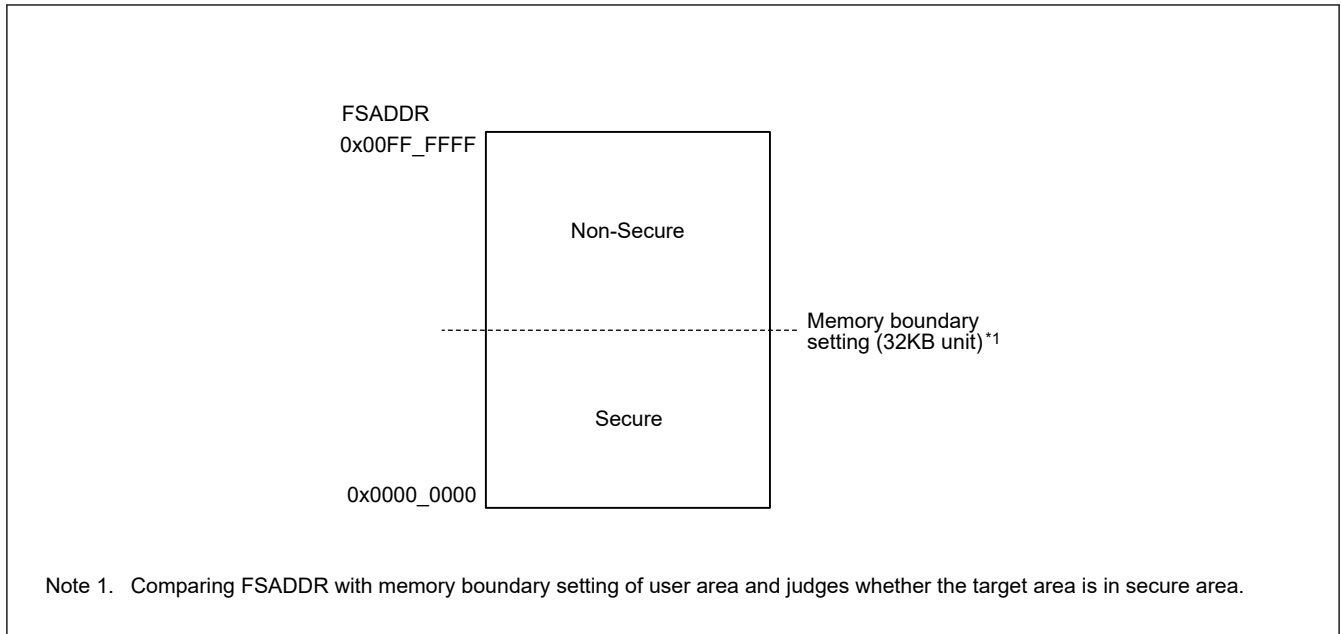 FSADDR
0x00FF_FFFF
Non-Secure
Memory boundary
setting (32KB unit)*1
Secure
0x0000_0000
Note 1. Comparing FSADDR with memory boundary setting of user area and judges whether the target area is in secure area.